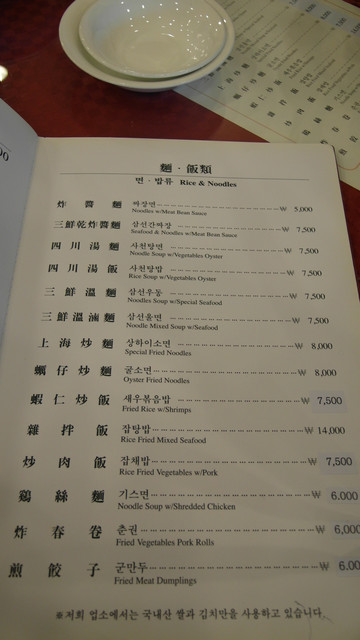 麵 · 飯類
면 · 밥류 Rice & Noodles
炸醬麵 짜장면 ₩ 5,000
Noodles w/Meat Bean Sauce
三鮮乾炸醬麵 삼선간짜장 ₩ 7,500
Seafood & Noodles w/Meat Bean Sauce
四川湯麵 사천탕면 ₩ 7,500
Noodle Soup w/Vegetables Oyster
四川湯飯 사천탕밥 ₩ 7,500
Rice Soup w/Vegetables Oyster
三鮮溫麵 삼선우동 ₩ 7,500
Noodles Soup w/Special Seafood
三鮮溫滷麵 삼선울면 ₩ 7,500
Noodle Mixed Soup w/Seafood
上海炒麵 상하이소면 ₩ 8,000
Special Fried Noodles
蠣仔炒麵 굴소면 ₩ 8,000
Oyster Fried Noodles
蝦仁炒飯 새우볶음밥 ₩ 7,500
Fried Rice w/Shrimps
雜拌飯 잡탕밥 ₩ 14,000
Rice Fried Mixed Seafood
炒肉飯 잡채밥 ₩ 7,500
Rice Fried Vegetables w/Pork
鷄絲麵 기스면 ₩ 6.000
Noodle Soup w/Shredded Chicken
炸春卷 춘권 ₩ 6,000
Fried Vegetables Pork Rolls
煎餃子 군만두 ₩ 6.00
Fried Meat Dumplings
※저희 업소에서는 국내산 쌀과 김치만을 사용하고 있습니다.